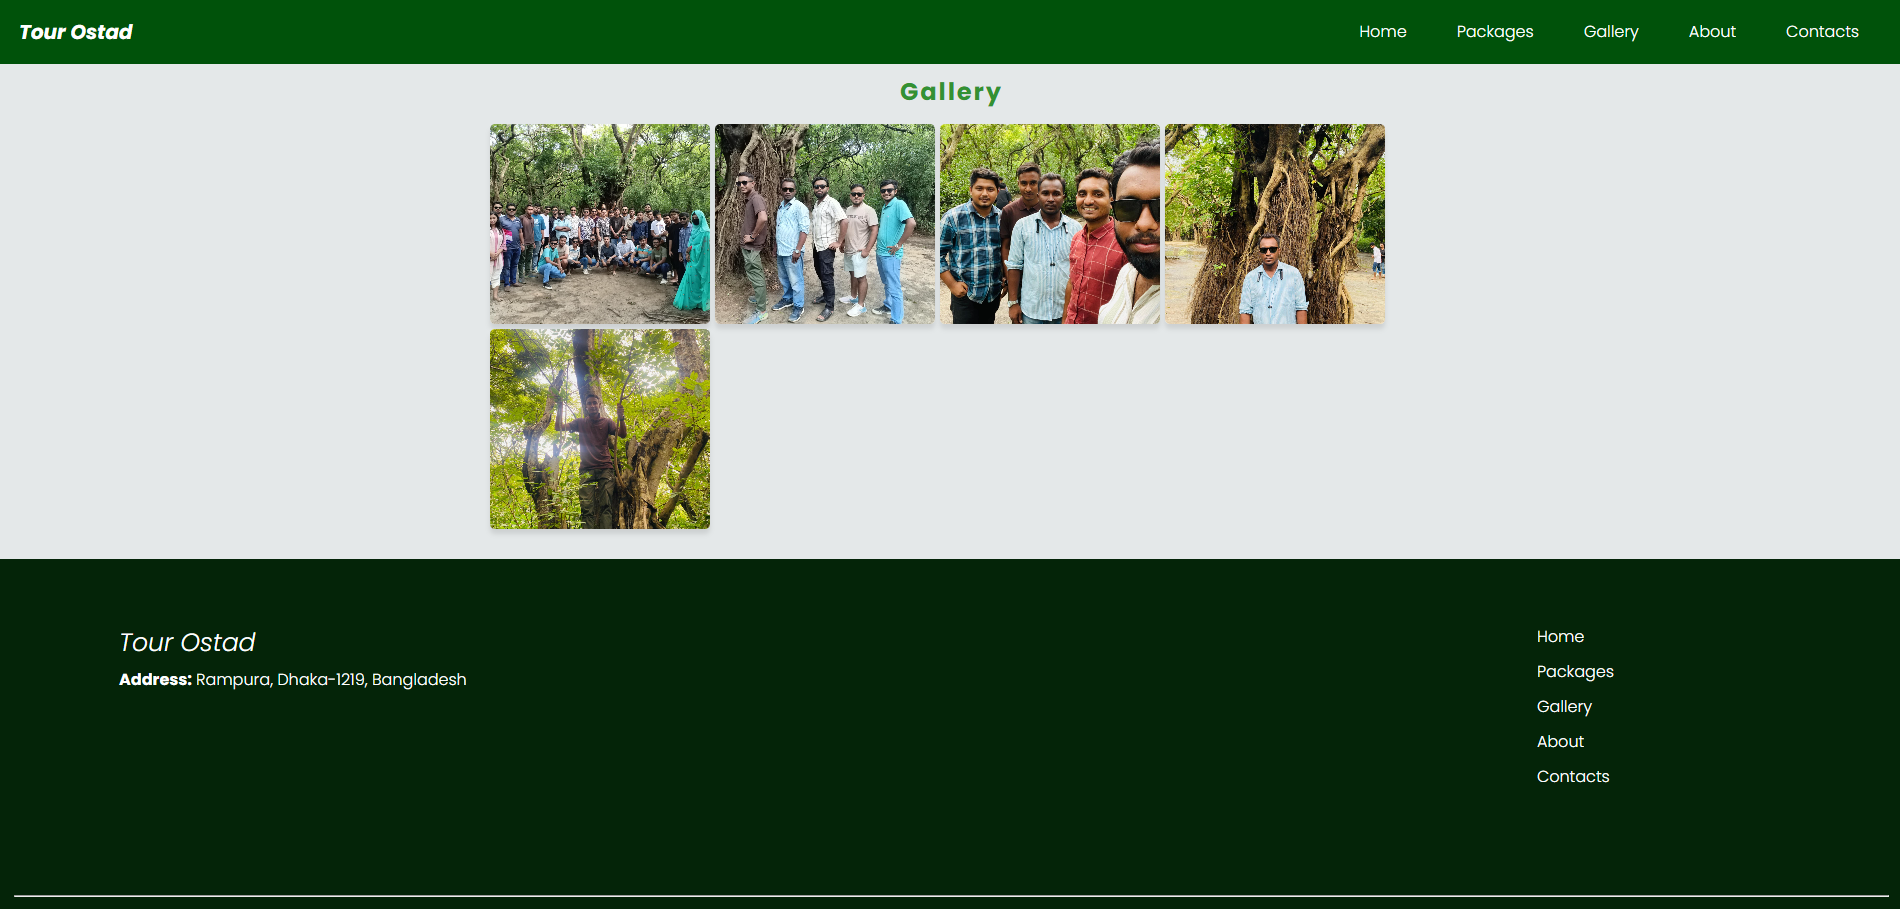 Tour Ostad
Home Packages Gallery About Contacts
Gallery
Tour Ostad
Address: Rampura, Dhaka-1219, Bangladesh
Home
Packages
Gallery
About
Contacts